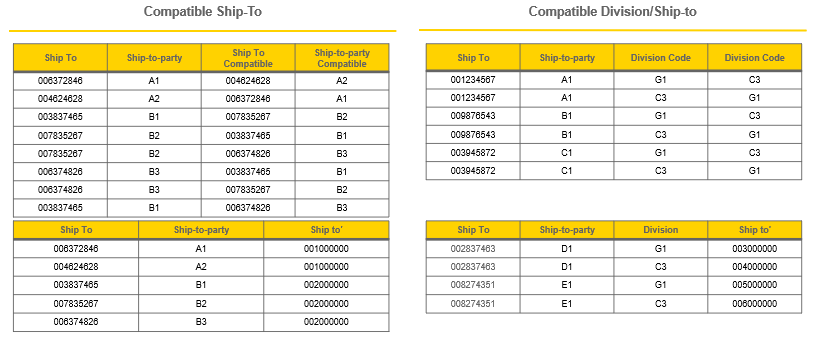 Compatible Ship-To
Ship To Ship-to-party Ship To Compatible Ship-to-party Compatible
006372846 A1 004624628 A2
004624628 A2 006372846 A1
003837465 B1 007835267 B2
007835267 B2 003837465 B1
007835267 B2 006374826 B3
006374826 B3 003837465 B1
006374826 B3 007835267 B2
003837465 B1 006374826 B3
Ship To Ship-to-party Ship to'
006372846 A1 001000000
004624628 A2 001000000
003837465 B1 002000000
007835267 B2 002000000
006374826 B3 002000000
Compatible Division/Ship-to
Ship To Ship-to-party Division Code Division Code
001234567 A1 G1 C3
001234567 A1 C3 G1
009876543 B1 G1 C3
009876543 B1 C3 G1
003945872 C1 G1 C3
003945872 C1 C3 G1
Ship To Ship-to-party Division Ship to'
002837463 D1 G1 003000000
002837463 D1 C3 004000000
008274351 E1 G1 005000000
008274351 E1 C3 006000000